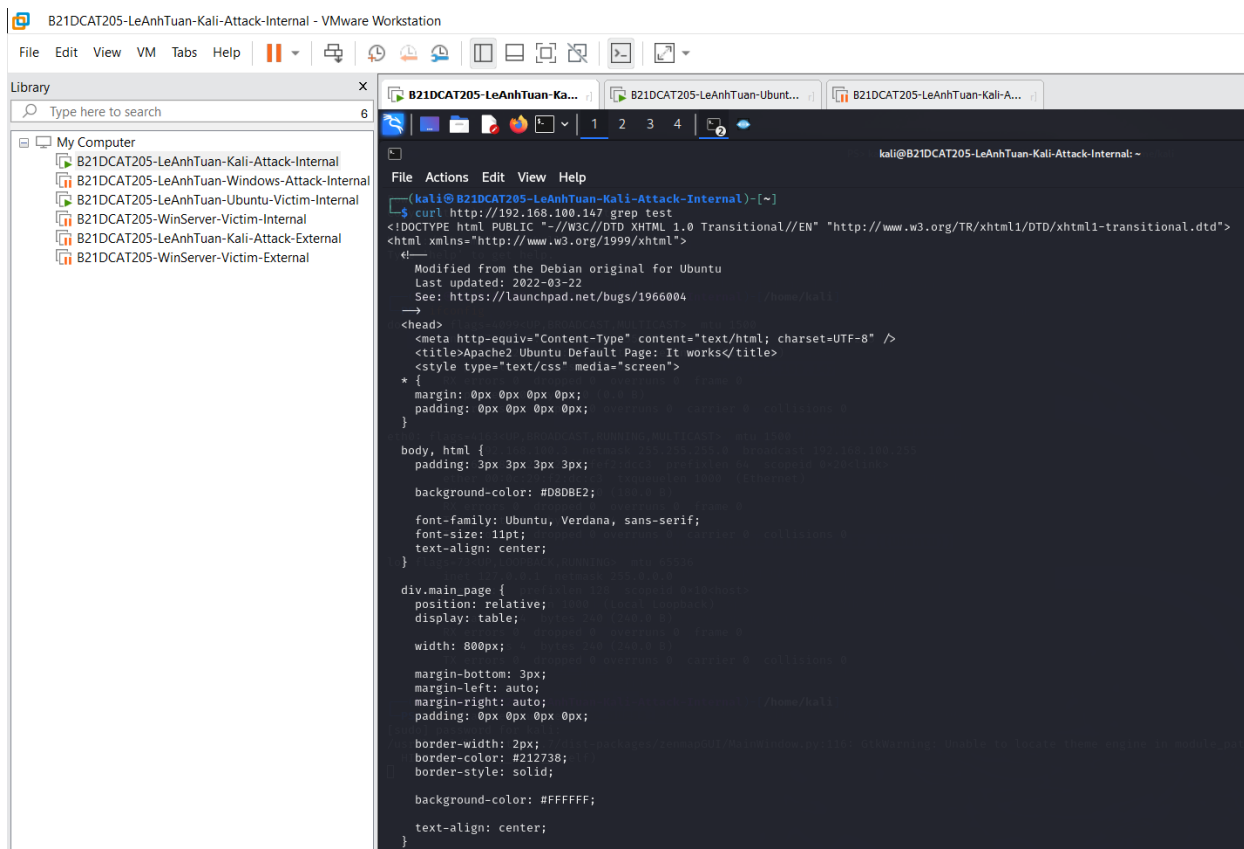 B21DCAT205-LeAnhTuan-Kali-Attack-Internal - VMware Workstation
File Edit View VM Tabs Help
Library X
Type here to search 6
My Computer
B21DCAT205-LeAnhTuan-Kali-Attack-Internal
B21DCAT205-LeAnhTuan-Windows-Attack-Internal
B21DCAT205-LeAnhTuan-Ubuntu-Victim-Internal
B21DCAT205-WinServer-Victim-Internal
B21DCAT205-LeAnhTuan-Kali-Attack-External
B21DCAT205-WinServer-Victim-External
B21DCAT205-LeAnhTuan-Ka...
B21DCAT205-LeAnhTuan-Ubunt...
B21DCAT205-LeAnhTuan-Kali-A...
1 2 3 4 2
kali@B21DCAT205-LeAnhTuan-Kali-Attack-Internal: ~
File Actions Edit View Help
┌──(kali㉿B21DCAT205-LeAnhTuan-Kali-Attack-Internal)-[~]
└─$ curl http://192.168.100.147 grep test
<!DOCTYPE html PUBLIC "-//W3C//DTD XHTML 1.0 Transitional//EN" "http://www.w3.org/TR/xhtml1/DTD/xhtml1-transitional.dtd">
<html xmlns="http://www.w3.org/1999/xhtml">
<!--
Modified from the Debian original for Ubuntu
Last updated: 2022-03-22
See: https://launchpad.net/bugs/1966004
-->
<head>
<meta http-equiv="Content-Type" content="text/html; charset=UTF-8" />
<title>Apache2 Ubuntu Default Page: It works</title>
<style type="text/css" media="screen">
* {
margin: 0px 0px 0px 0px;
padding: 0px 0px 0px 0px;
}
body, html {
padding: 3px 3px 3px 3px;
background-color: #D8DBE2;
font-family: Ubuntu, Verdana, sans-serif;
font-size: 11pt;
text-align: center;
}
div.main_page {
position: relative;
display: table;
width: 800px;
margin-bottom: 3px;
margin-left: auto;
margin-right: auto;
padding: 0px 0px 0px 0px;
border-width: 2px;
border-color: #212738;
border-style: solid;
background-color: #FFFFFF;
text-align: center;
}